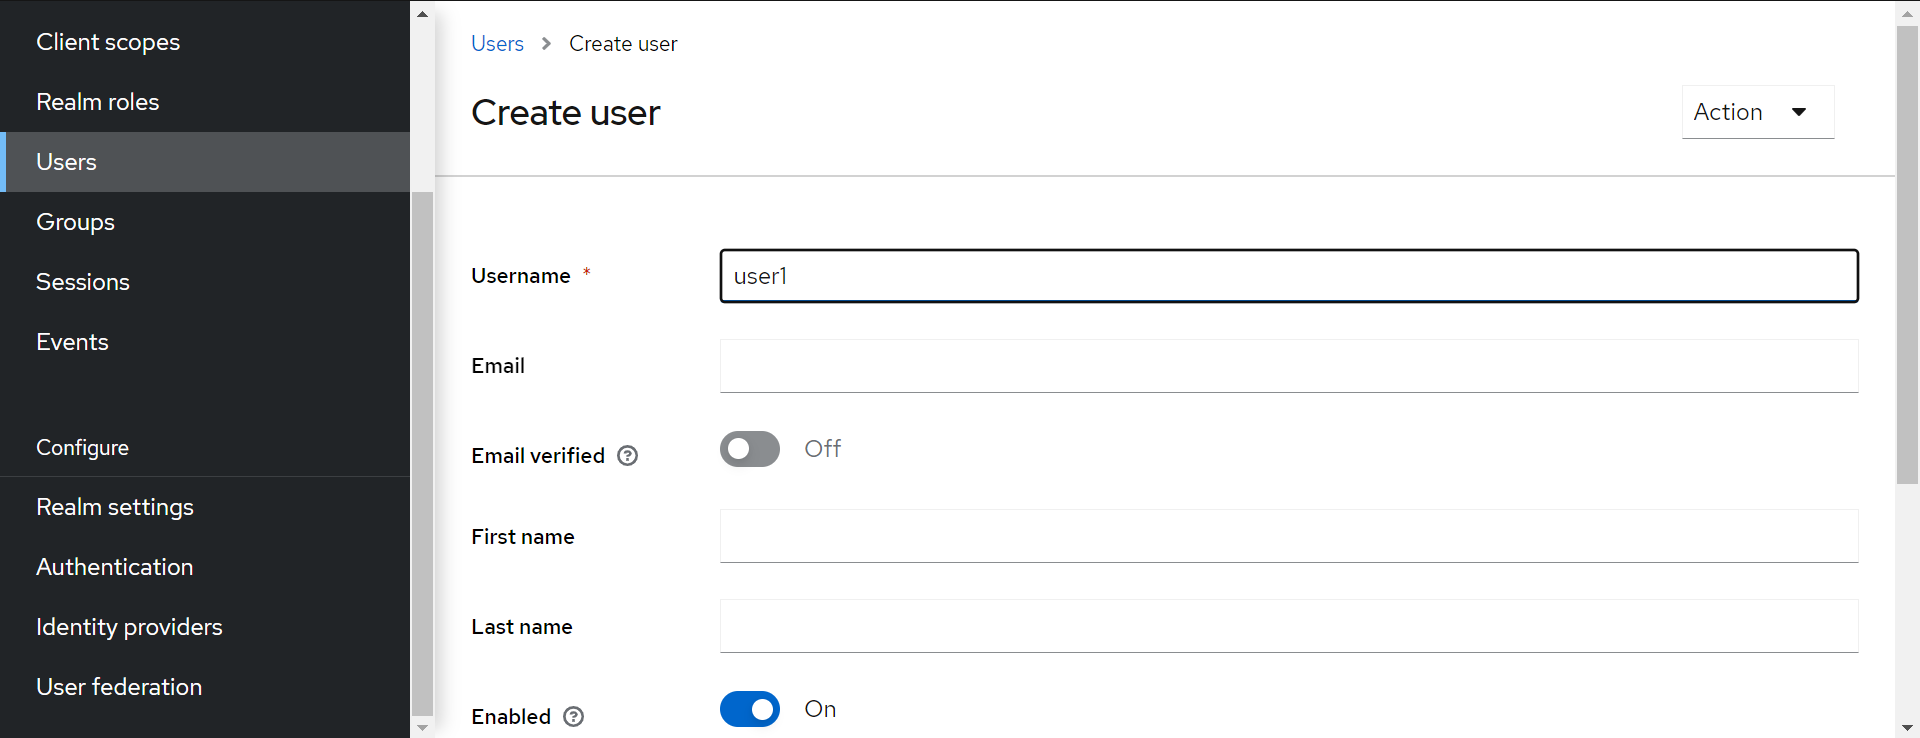 Client scopes
Realm roles
Users
Groups
Sessions
Events
Configure
Realm settings
Authentication
Identity providers
User federation
Users > Create user
Create user
Action
Username *
user1
Email
Email verified
Off
First name
Last name
Enabled
On